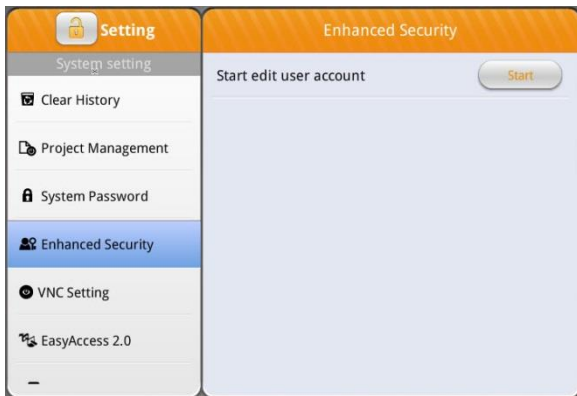 Setting
System setting
Clear History
Project Management
System Password
Enhanced Security
VNC Setting
EasyAccess 2.0
Enhanced Security
Start edit user account
Start